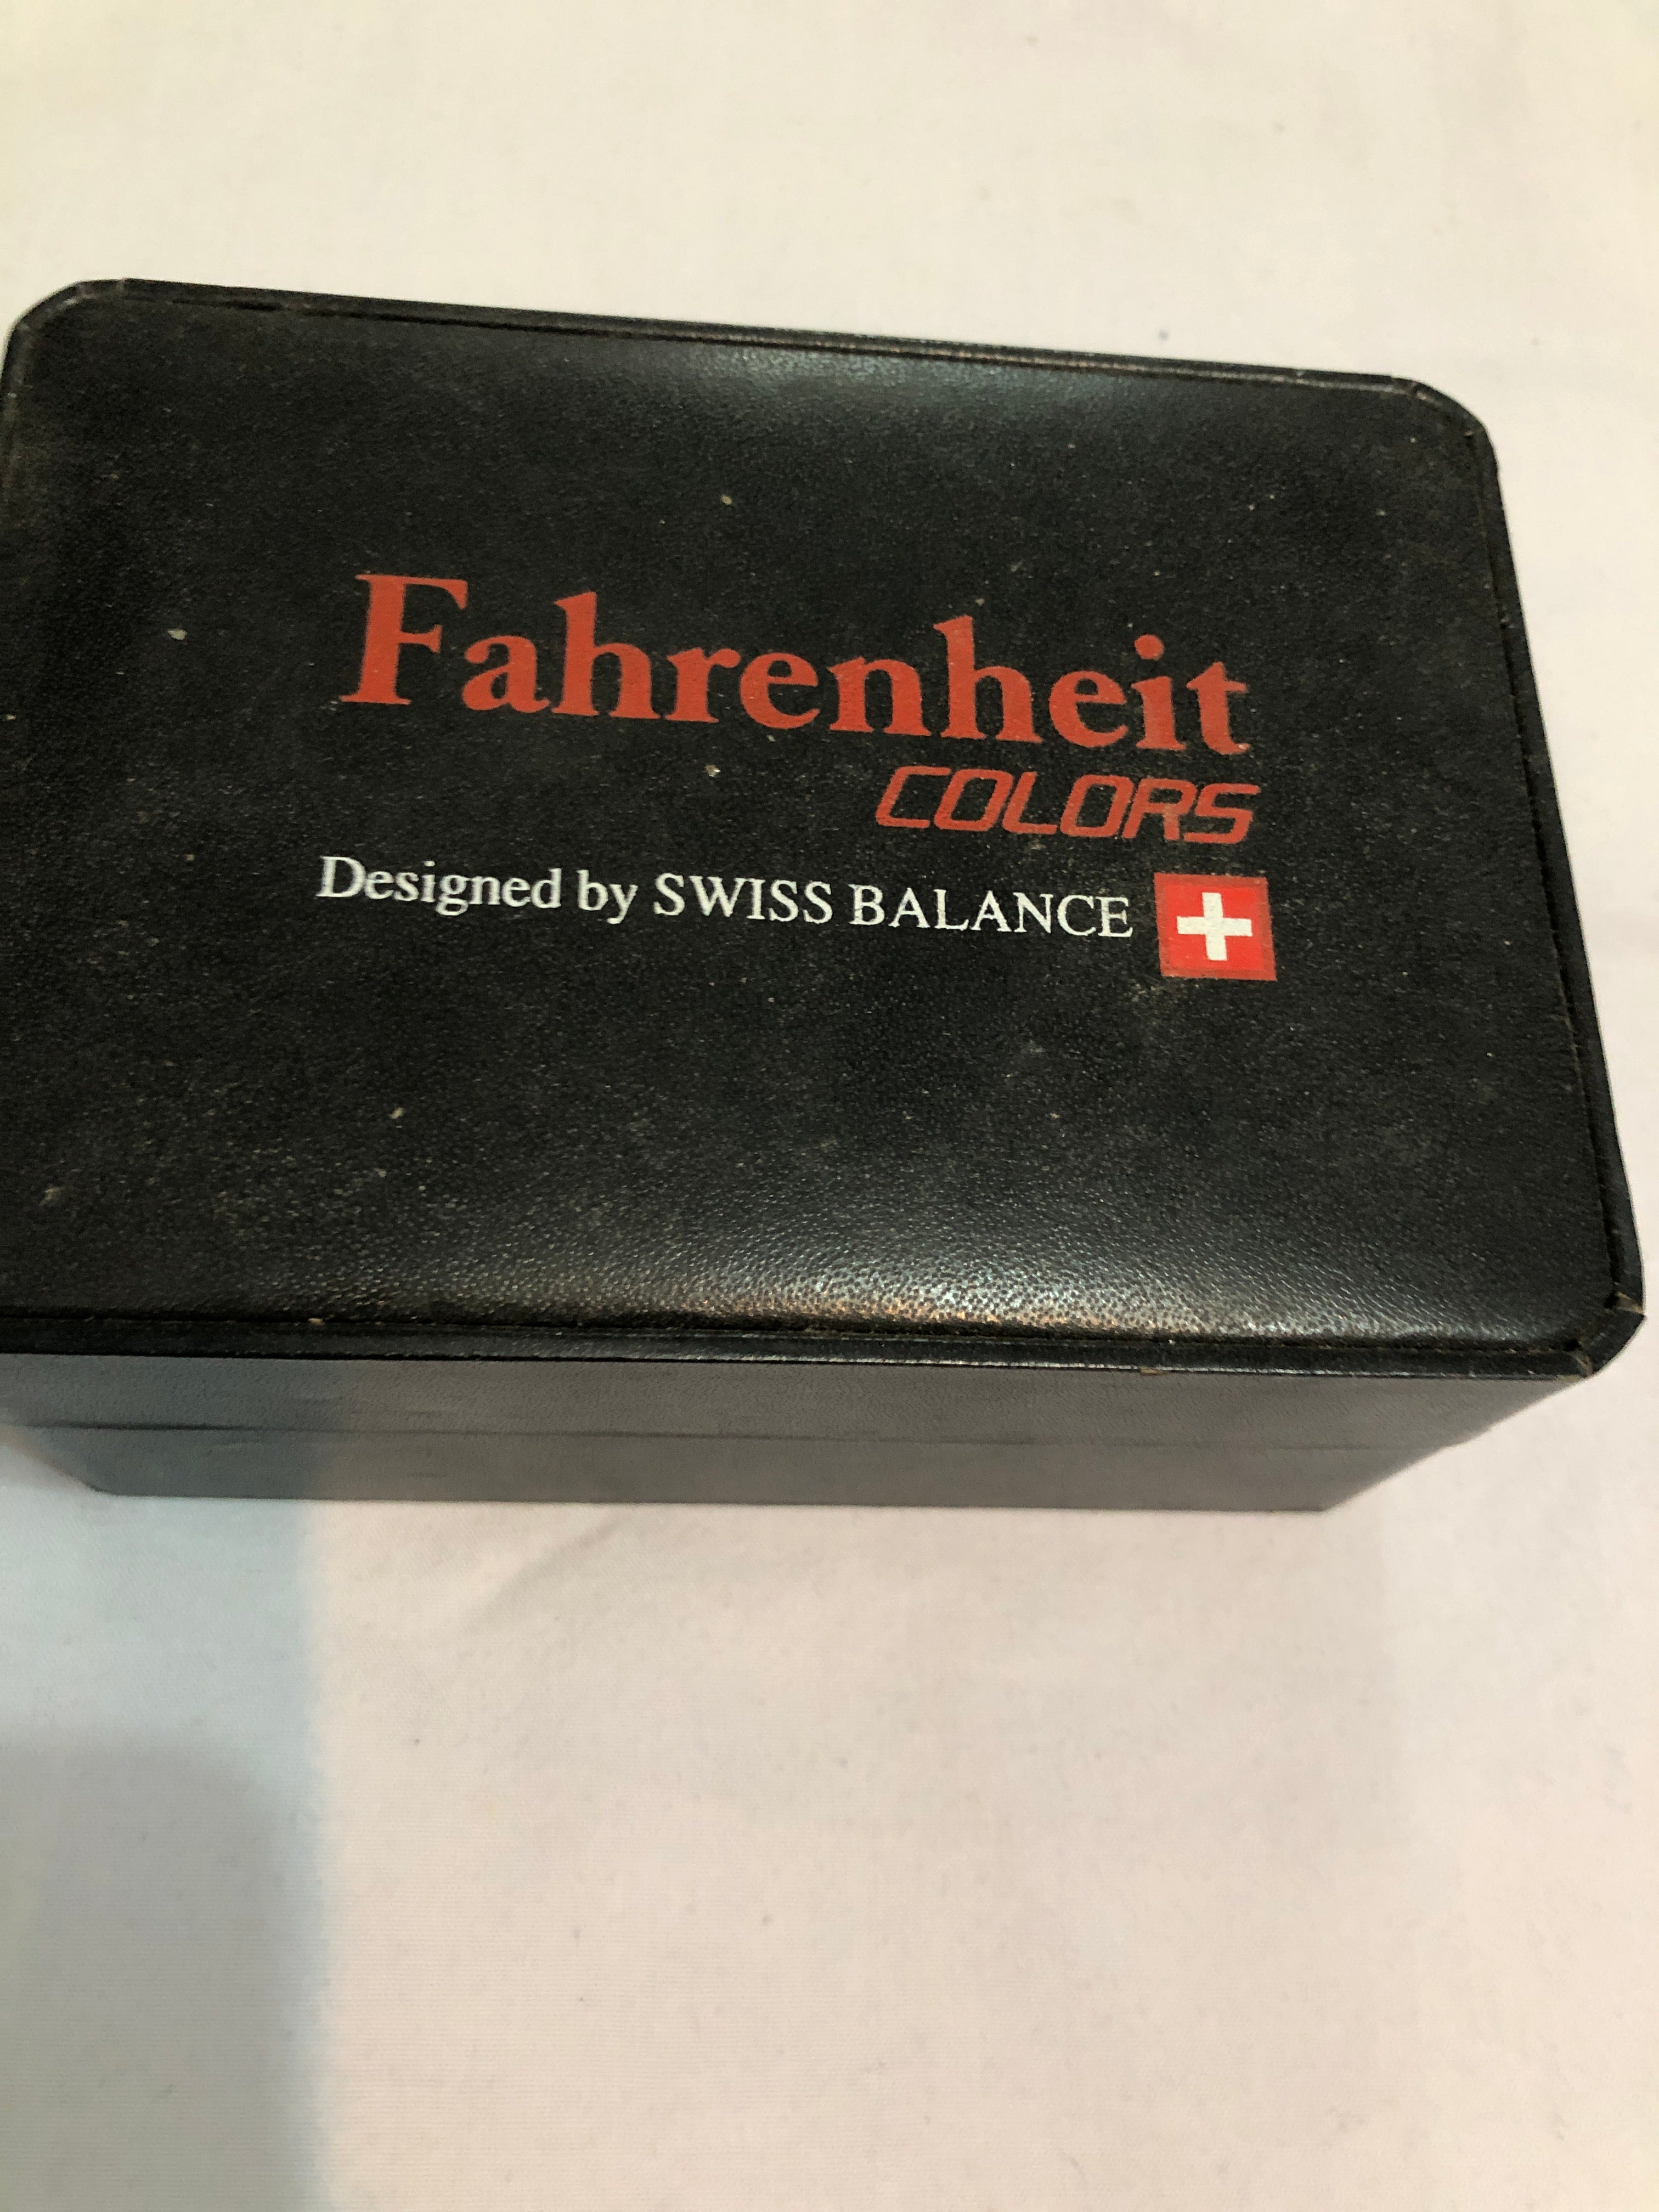 Fahrenheit
COLORS
Designed by SWISS BALANCE